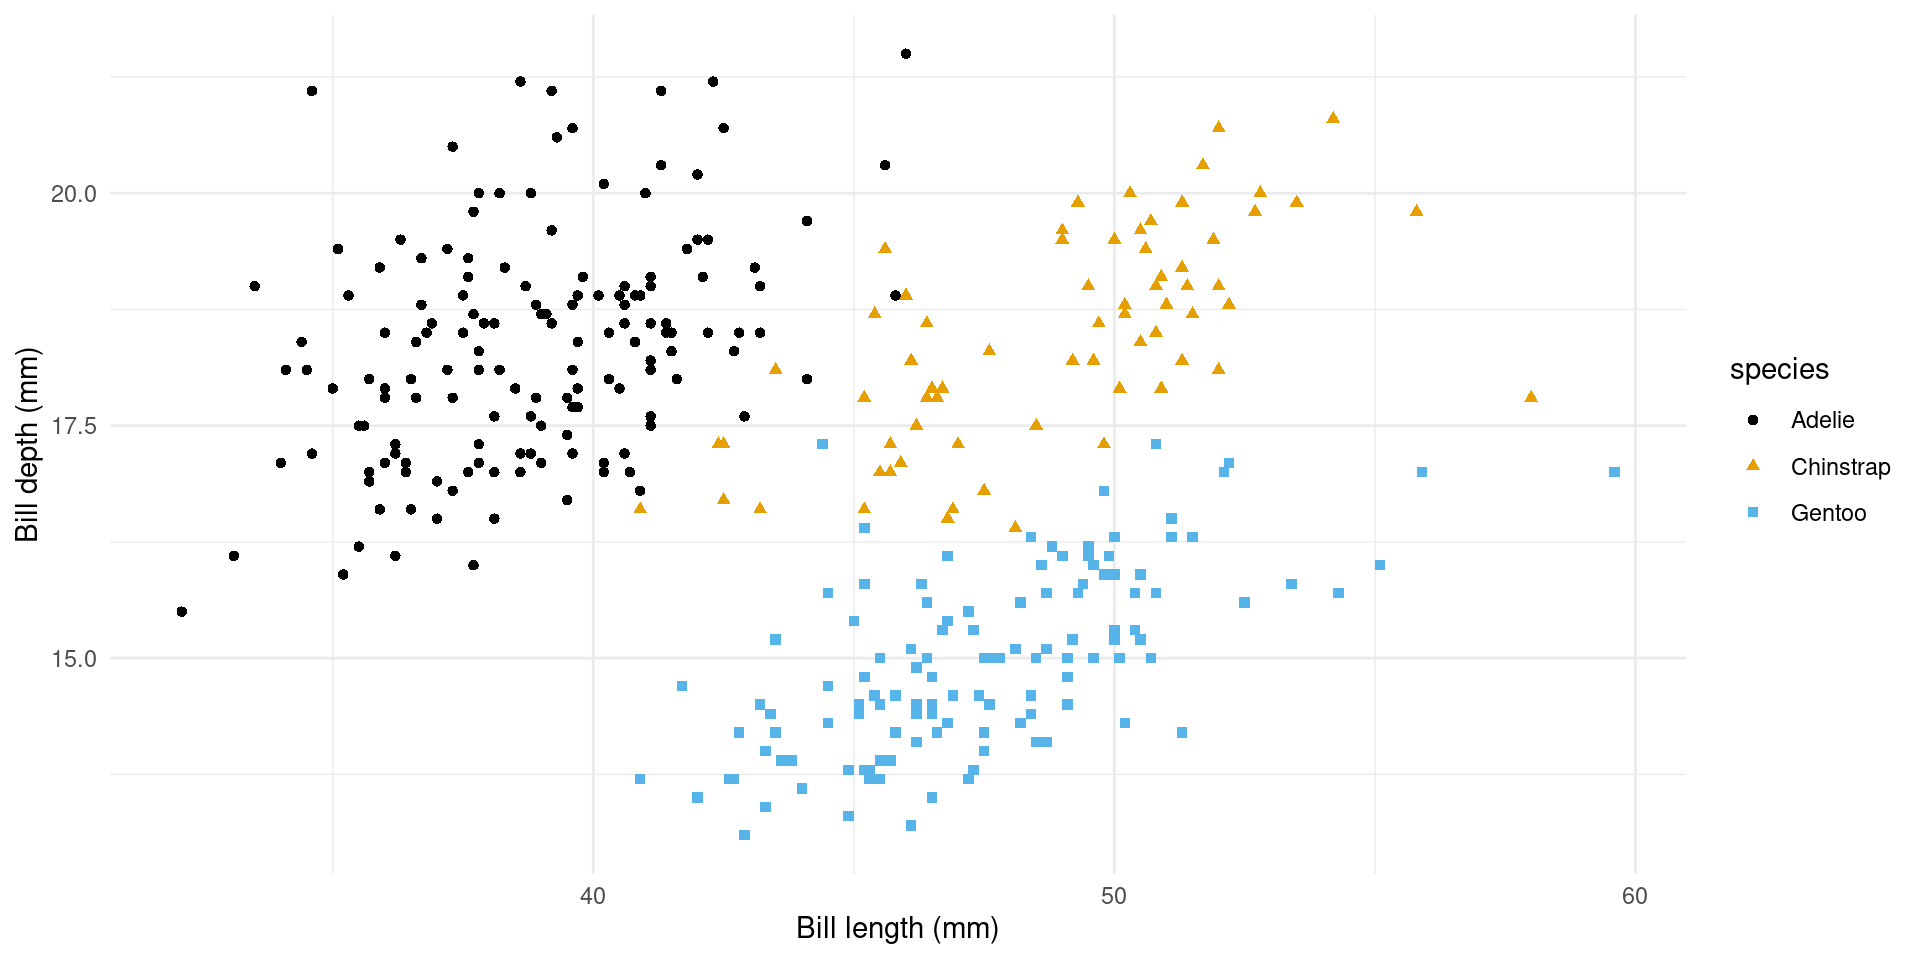 20.0
17.5
15.0
Bill depth (mm)
40 50 60
Bill length (mm)
species
Adelie
Chinstrap
Gentoo